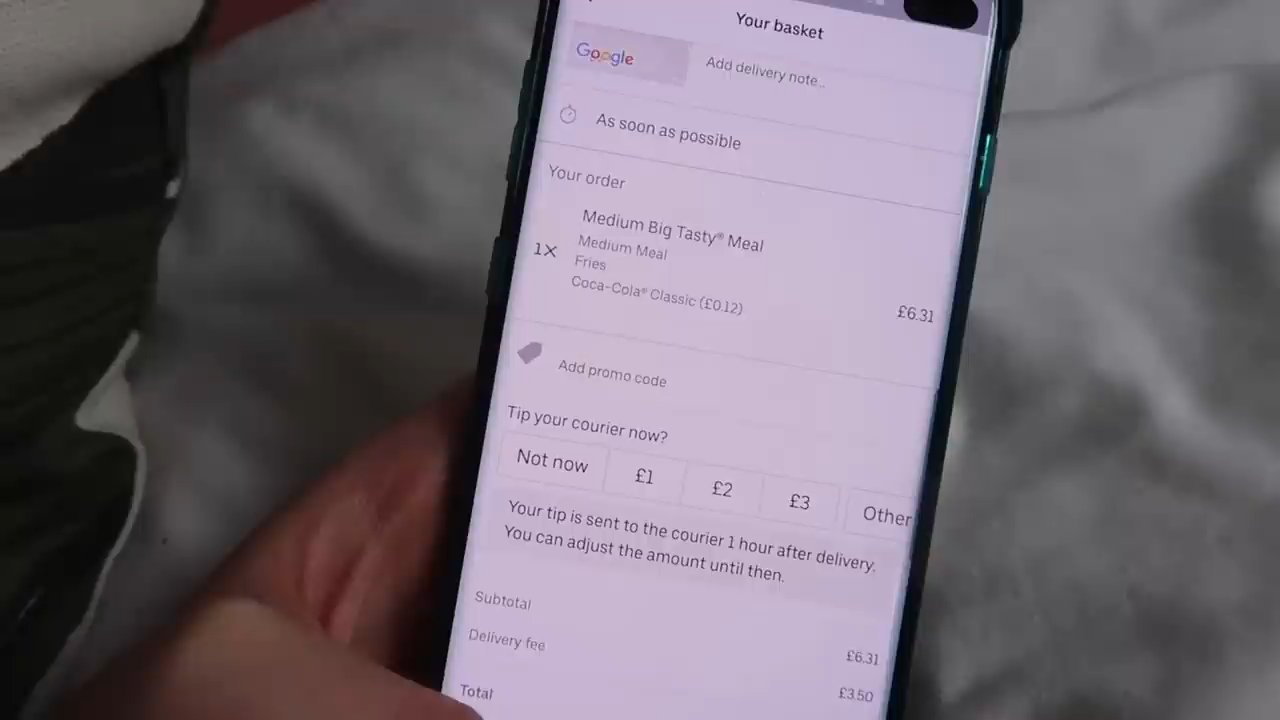 Your basket
Google
Add delivery note..
As soon as possible
Your order
Medium Big Tasty® Meal
1X
Medium Meal
Fries
Coca-Cola® Classic (£0.12)
£6.31
Add promo code
Tip your courier now?
Not now
£1
£2
£3
Other
Your tip is sent to the courier 1 hour after delivery.
You can adjust the amount until then.
Subtotal
£6.31
Delivery fee
£3.50
Total